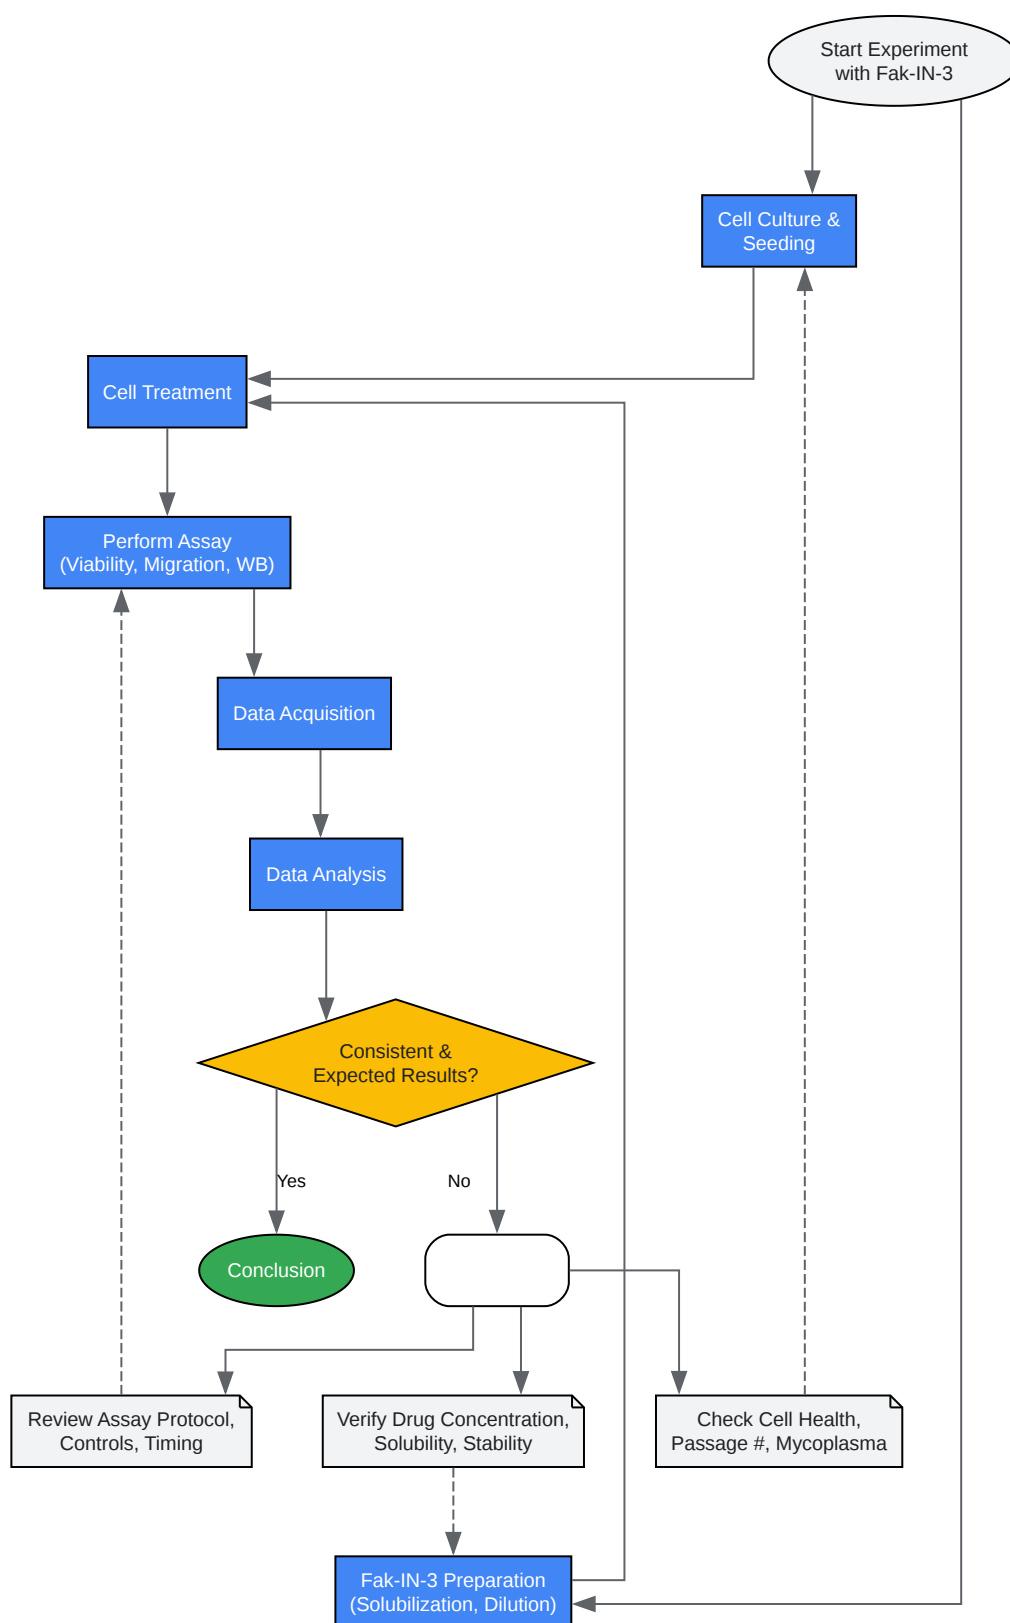 Start Experiment
with Fak-IN-3
Cell Culture &
Seeding
Cell Treatment
Perform Assay
(Viability, Migration, WB)
Data Acquisition
Data Analysis
Consistent &
Expected Results?
Yes
No
Conclusion
Review Assay Protocol,
Controls, Timing
Verify Drug Concentration,
Solubility, Stability
Check Cell Health,
Passage #, Mycoplasma
Fak-IN-3 Preparation
(Solubilization, Dilution)